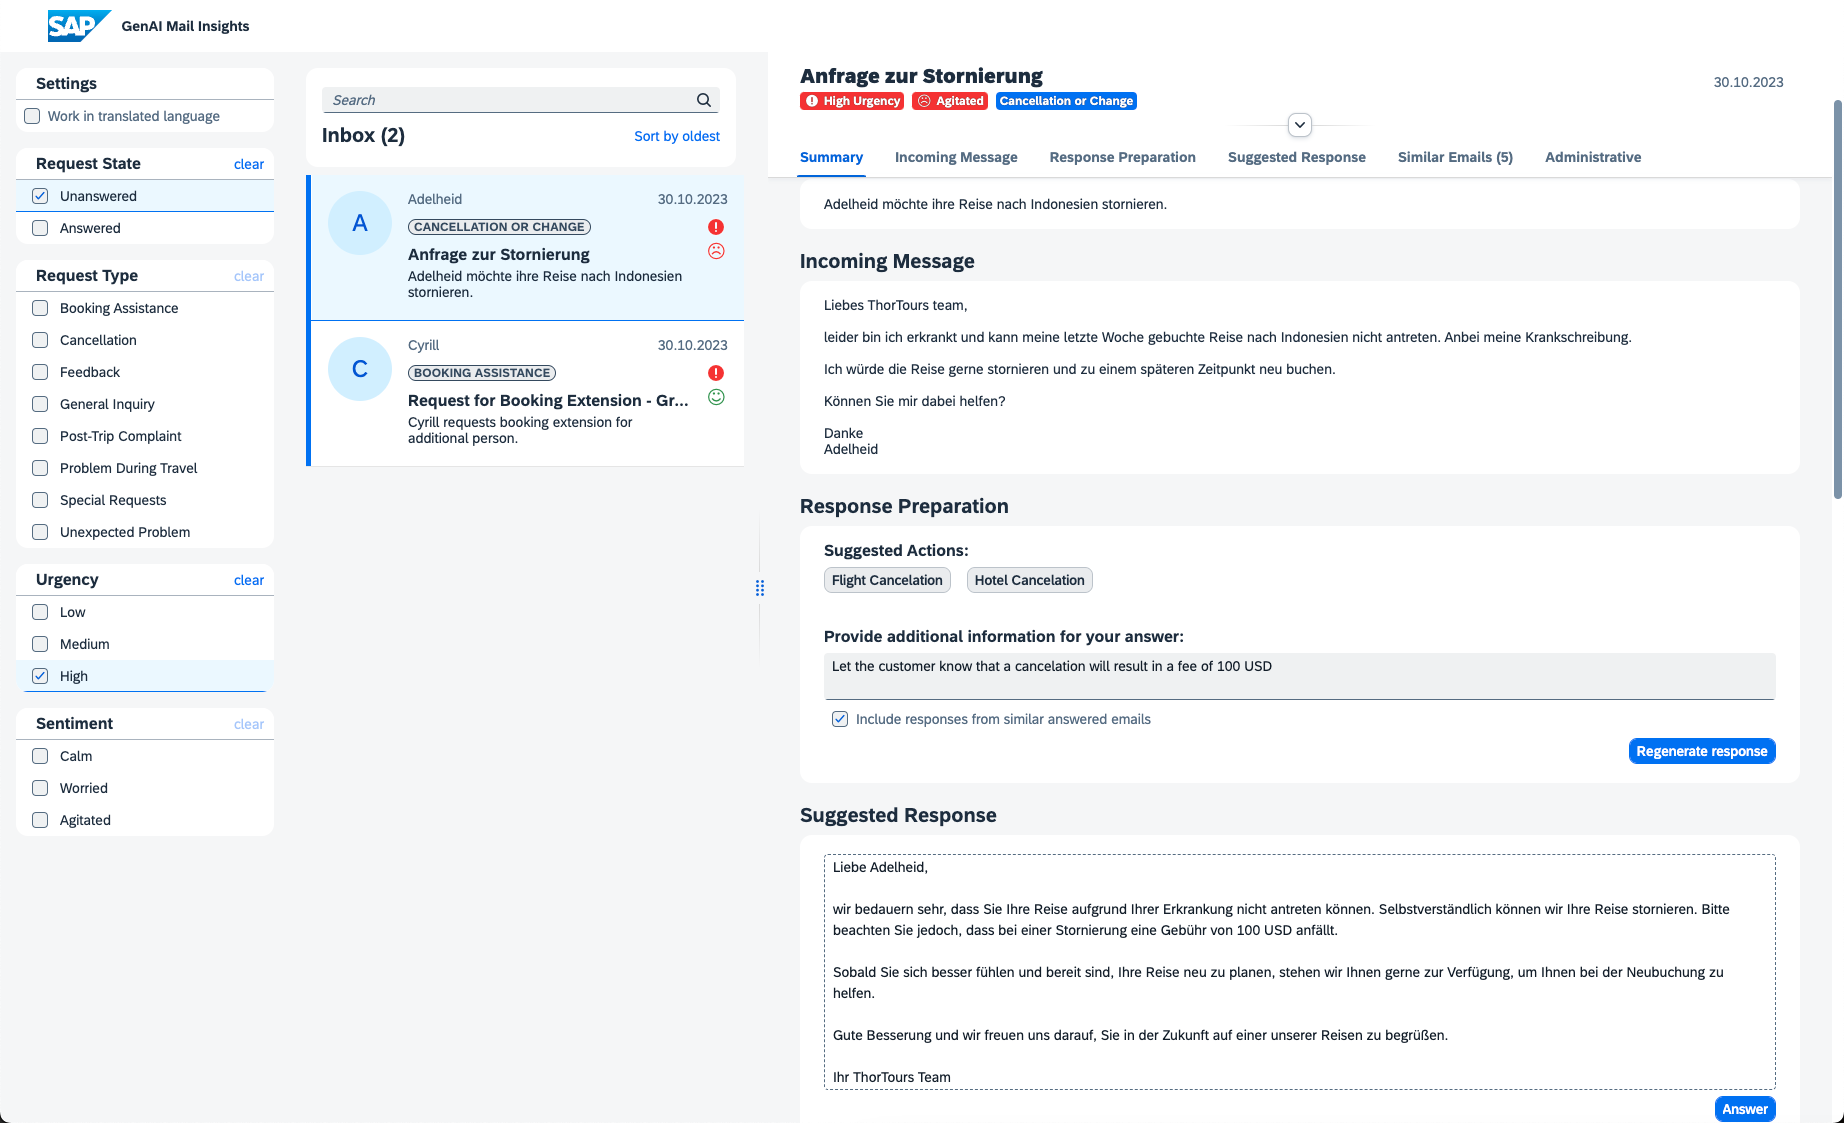 SAP
GenAI Mail Insights
Settings
Work in translated language
Request State
clear
Unanswered
Answered
Request Type
clear
Booking Assistance
Cancellation
Feedback
General Inquiry
Post-Trip Complaint
Problem During Travel
Special Requests
Unexpected Problem
Urgency
clear
Low
Medium
High
Sentiment
clear
Calm
Worried
Agitated
Search
Inbox (2)
Sort by oldest
A
Adelheid
30.10.2023
CANCELLATION OR CHANGE
Anfrage zur Stornierung
Adelheid möchte ihre Reise nach Indonesien
stornieren.
C
Cyrill
30.10.2023
BOOKING ASSISTANCE
Request for Booking Extension - Gr...
Cyrill requests booking extension for
additional person.
Anfrage zur Stornierung
30.10.2023
High Urgency
Agitated
Cancellation or Change
Summary
Incoming Message
Response Preparation
Suggested Response
Similar Emails (5)
Administrative
Adelheid möchte ihre Reise nach Indonesien stornieren.
Incoming Message
Liebes ThorTours team,
leider bin ich erkrankt und kann meine letzte Woche gebuchte Reise nach Indonesien nicht antreten. Anbei meine Krankschreibung.
Ich würde die Reise gerne stornieren und zu einem späteren Zeitpunkt neu buchen.
Können Sie mir dabei helfen?
Danke
Adelheid
Response Preparation
Suggested Actions:
Flight Cancelation
Hotel Cancelation
Provide additional information for your answer:
Let the customer know that a cancelation will result in a fee of 100 USD
Include responses from similar answered emails
Regenerate response
Suggested Response
Liebe Adelheid,
wir bedauern sehr, dass Sie Ihre Reise aufgrund Ihrer Erkrankung nicht antreten können. Selbstverständlich können wir Ihre Reise stornieren. Bitte
beachten Sie jedoch, dass bei einer Stornierung eine Gebühr von 100 USD anfällt.
Sobald Sie sich besser fühlen und bereit sind, Ihre Reise neu zu planen, stehen wir Ihnen gerne zur Verfügung, um Ihnen bei der Neubuchung zu
helfen.
Gute Besserung und wir freuen uns darauf, Sie in der Zukunft auf einer unserer Reisen zu begrüßen.
Ihr ThorTours Team
Answer